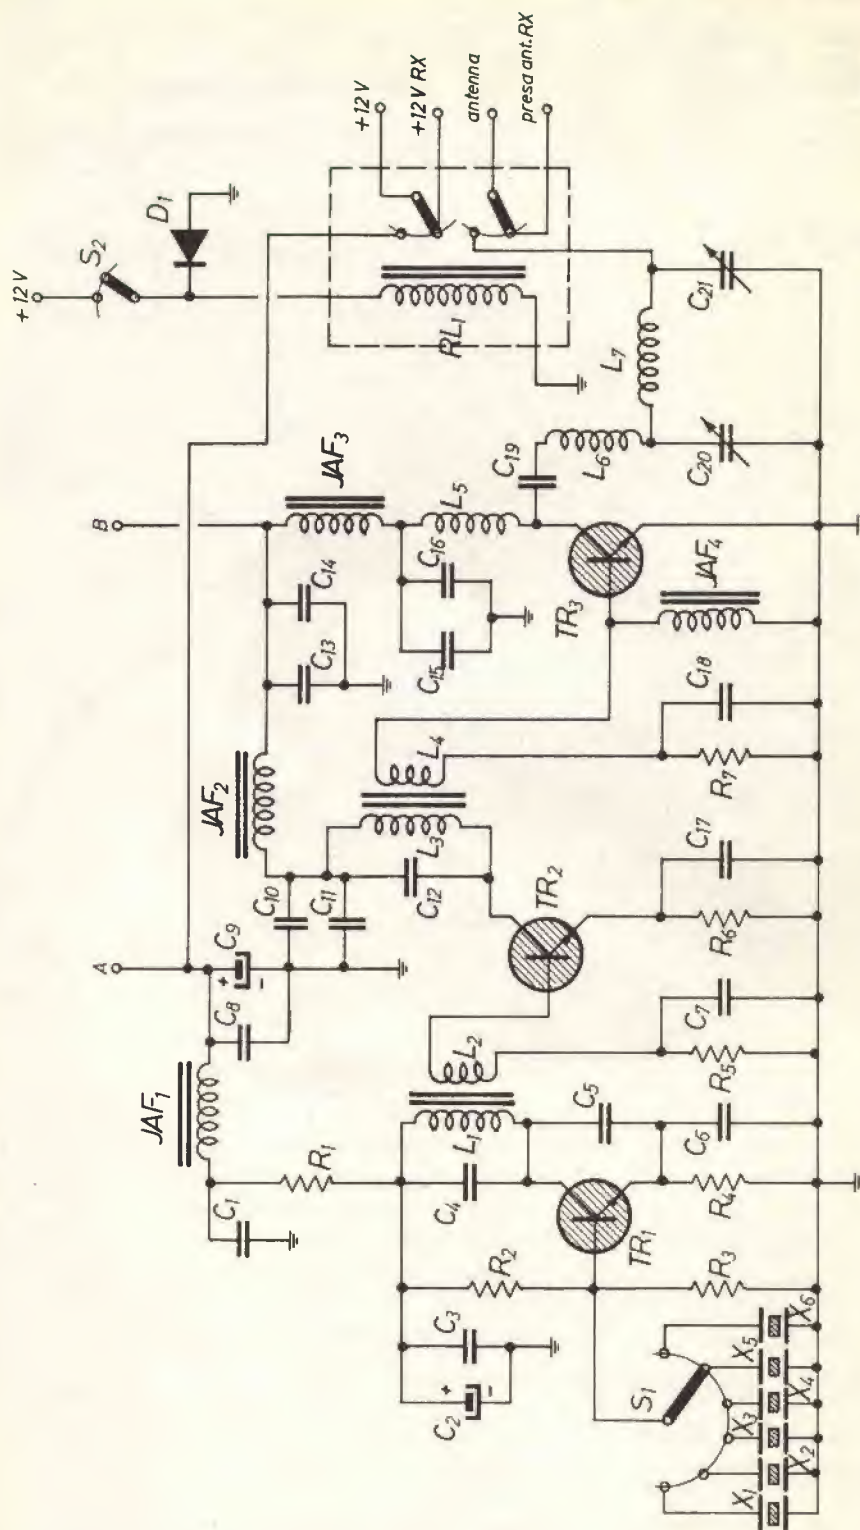 +12 V
S2
D1
+12 V
+12 V RX
antenna
presa ant. RX
RL1
A
B
JAF1
C8
C9
+
-
JAF2
C13
C14
JAF3
C1
R1
C10
C11
C12
L3
L4
C15
C16
L5
C19
L6
L7
C20
C21
C2
+
-
C3
R2
C4
L1
L2
C5
TR1
TR2
TR3
JAF4
S1
R3
R4
C6
R5
C7
R6
C17
R7
C18
X1
X2
X3
X4
X5
X6